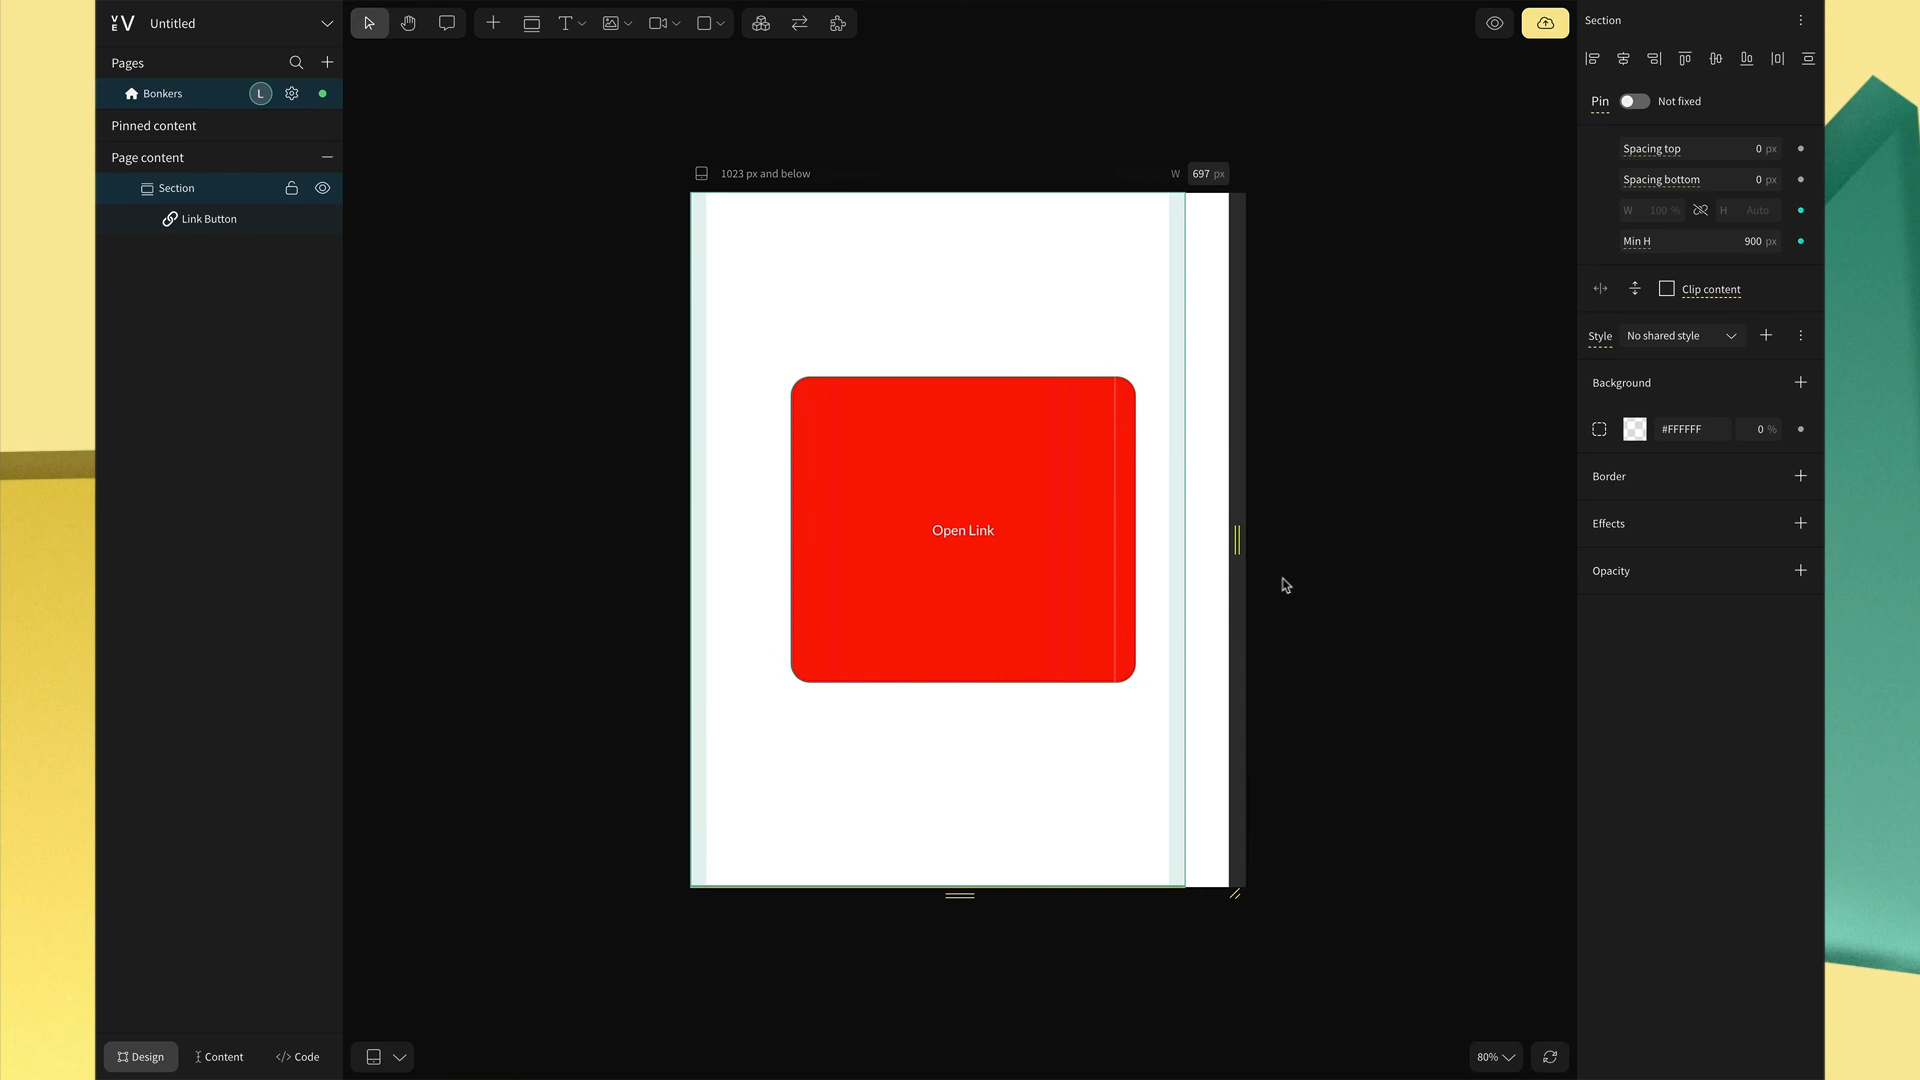 VEV Untitled
Pages
Bonkers L
Pinned content
Page content
Section
Link Button
Design Content </> Code
1023 px and below W 697 px
Open Link
80%
Section
Pin Not fixed
Spacing top 0 px
Spacing bottom 0 px
W 100 % H Auto
Min H 900 px
Clip content
Style No shared style
Background
#FFFFFF 0 %
Border
Effects
Opacity